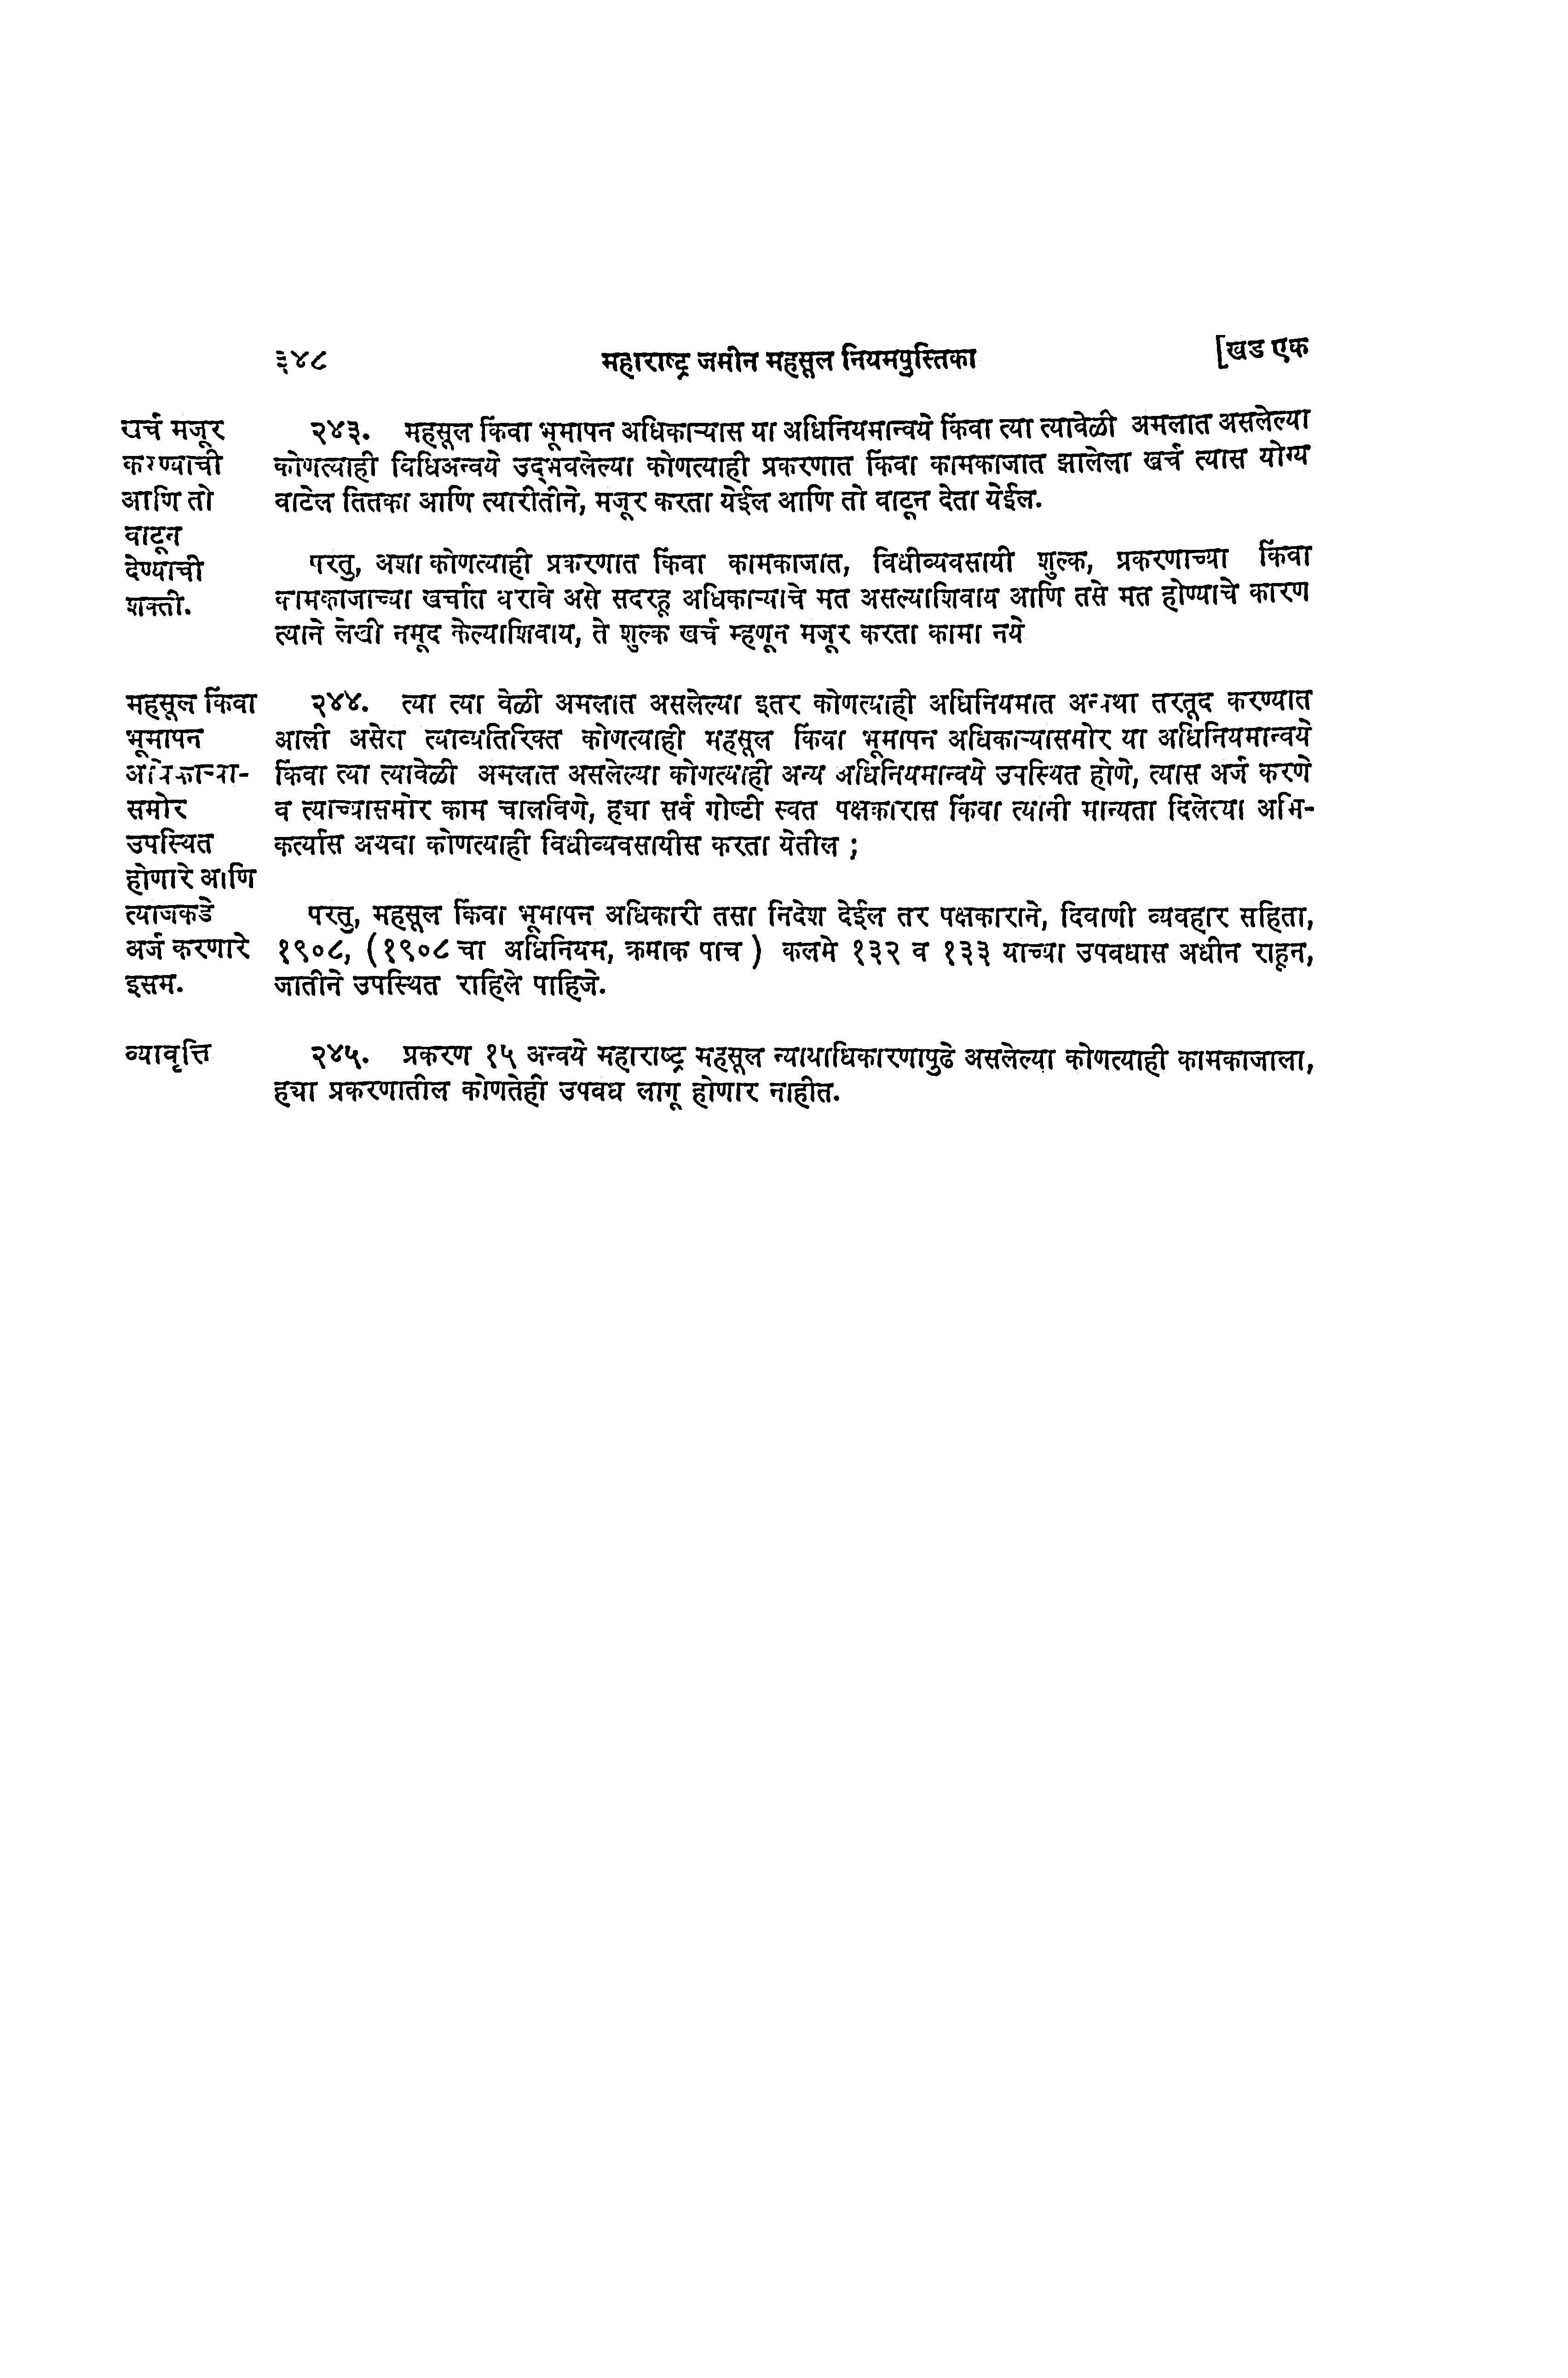 ३४८ महाराष्ट्र जमीन महसूल नियमपुस्तिका [खड एक
खर्च मजूर
करण्याची
आणि तो
वाटून
देण्याची
शक्ती.
२४३. महसूल किंवा भूमापन अधिकाऱ्यास या अधिनियमान्वये किंवा त्या त्यावेळी अमलात असलेल्या
कोणत्याही विधिअन्वये उद्‌भवलेल्या कोणत्याही प्रकरणात किंवा कामकाजात झालेला खर्च त्यास योग्य
वाटेल तितका आणि त्यारीतीने, मजूर करता येईल आणि तो वाटून देता येईल.
परतु, अशा कोणत्याही प्रकरणात किंवा कामकाजात, विधीव्यवसायी शुल्क, प्रकरणाच्या किंवा
कामकाजाच्या खर्चात धरावे असे सदरहू अधिकाऱ्याचे मत असल्याशिवाय आणि तसे मत होण्याचे कारण
त्याने लेखी नमूद केल्याशिवाय, ते शुल्क खर्च म्हणून मजूर करता कामा नये
महसूल किंवा
भूमापन
अधिकाऱ्या-
समोर
उपस्थित
होणारे आणि
त्याजकडे
अर्ज करणारे
इसम.
२४४. त्या त्या वेळी अमलात असलेल्या इतर कोणत्याही अधिनियमात अन्यथा तरतूद करण्यात
आली असेल त्याव्यतिरिक्त कोणत्याही महसूल किंवा भूमापन अधिकाऱ्यासमोर या अधिनियमान्वये
किंवा त्या त्यावेळी अमलात असलेल्या कोणत्याही अन्य अधिनियमान्वये उपस्थित होणे, त्यास अर्ज करणे
व त्याच्यासमोर काम चालविणे, ह्या सर्व गोष्टी स्वत पक्षकारास किंवा त्यानी मान्यता दिलेत्या अभि-
कर्त्यास अथवा कोणत्याही विधीव्यवसायीस करता येतील ;
परतु, महसूल किंवा भूमापन अधिकारी तसा निदेश देईल तर पक्षकाराने, दिवाणी व्यवहार सहिता,
१९०८, (१९०८ चा अधिनियम, क्रमाक पाच ) कलमे १३२ व १३३ याच्या उपवधास अधीन राहून,
जातीने उपस्थित राहिले पाहिजे.
व्यावृत्ति
२४५. प्रकरण १५ अन्वये महाराष्ट्र महसूल न्यायाधिकारणापुढे असलेल्या कोणत्याही कामकाजाला,
ह्या प्रकरणातील कोणतेही उपवध लागू होणार नाहीत.